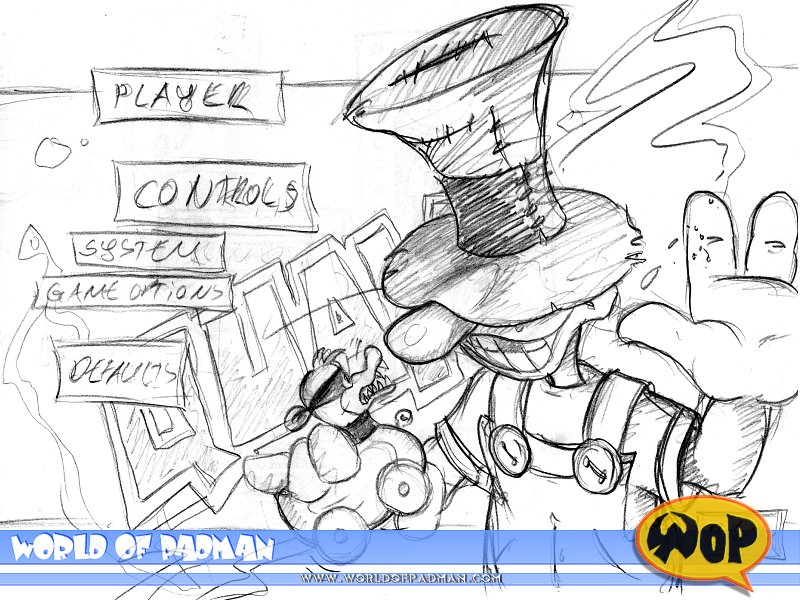 PLAYER
CONTROLS
SYSTEM
GAME OPTIONS
DEFAULTS
WORLD OF PADMAN
WOP
WWW.WORLDOFPADMAN.COM